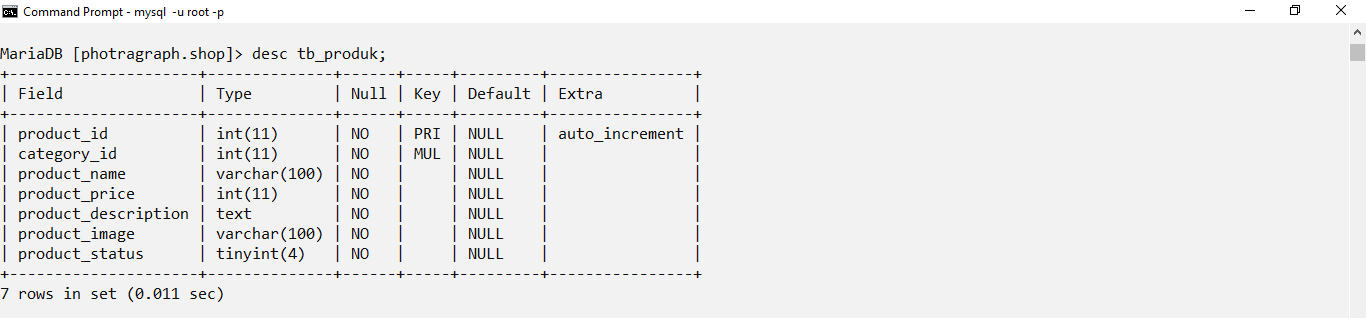 Command Prompt - mysql  -u root -p
MariaDB [photragraph.shop]> desc tb_produk;
+---------------------+--------------+------+-----+---------+----------------+
| Field               | Type         | Null | Key | Default | Extra          |
+---------------------+--------------+------+-----+---------+----------------+
| product_id          | int(11)      | NO   | PRI | NULL    | auto_increment |
| category_id         | int(11)      | NO   | MUL | NULL    |                |
| product_name        | varchar(100) | NO   |     | NULL    |                |
| product_price       | int(11)      | NO   |     | NULL    |                |
| product_description | text         | NO   |     | NULL    |                |
| product_image       | varchar(100) | NO   |     | NULL    |                |
| product_status      | tinyint(4)   | NO   |     | NULL    |                |
+---------------------+--------------+------+-----+---------+----------------+
7 rows in set (0.011 sec)